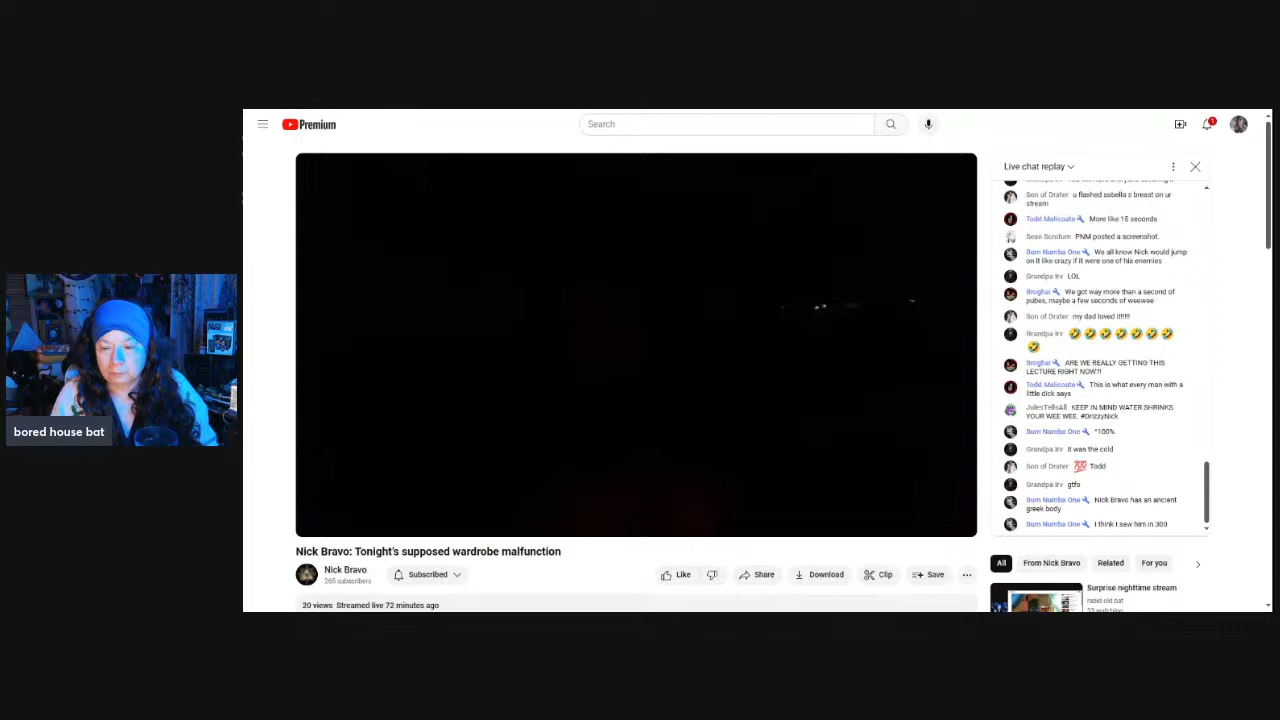 Premium
Search
1
Live chat replay
Son of Drater u flashed sabella s breast on ur
stream
Todd Malicoate More like 15 seconds.
Sean Scrotum PNM posted a screenshot.
Bum Numba One We all know Nick would jump
on it like crazy if it were one of his enemies
Grandpa Irv LOL
Broghai We got way more than a second of
pubes, maybe a few seconds of weewee
Son of Drater my dad loved it!!!!!!
Grandpa Irv 🤣🤣🤣🤣🤣🤣🤣
🤣
Broghai ARE WE REALLY GETTING THIS
LECTURE RIGHT NOW?!
Todd Malicoate This is what every man with a
little dick says
JulesTellsAll KEEP IN MIND WATER SHRINKS
YOUR WEE WEE. #DrizzyNick
Bum Numba One ^100%
Grandpa Irv it was the cold
Son of Drater 💯 Todd
Grandpa Irv gtfo
Bum Numba One Nick Bravo has an ancient
greek body
Bum Numba One I think I saw him in 300
bored house bat
Nick Bravo: Tonight's supposed wardrobe malfunction
Nick Bravo
265 subscribers
Subscribed
Like
Share
Download
Clip
Save
All
From Nick Bravo
Related
For you
Surprise nighttime stream
rabid old bat
20 views Streamed live 72 minutes ago